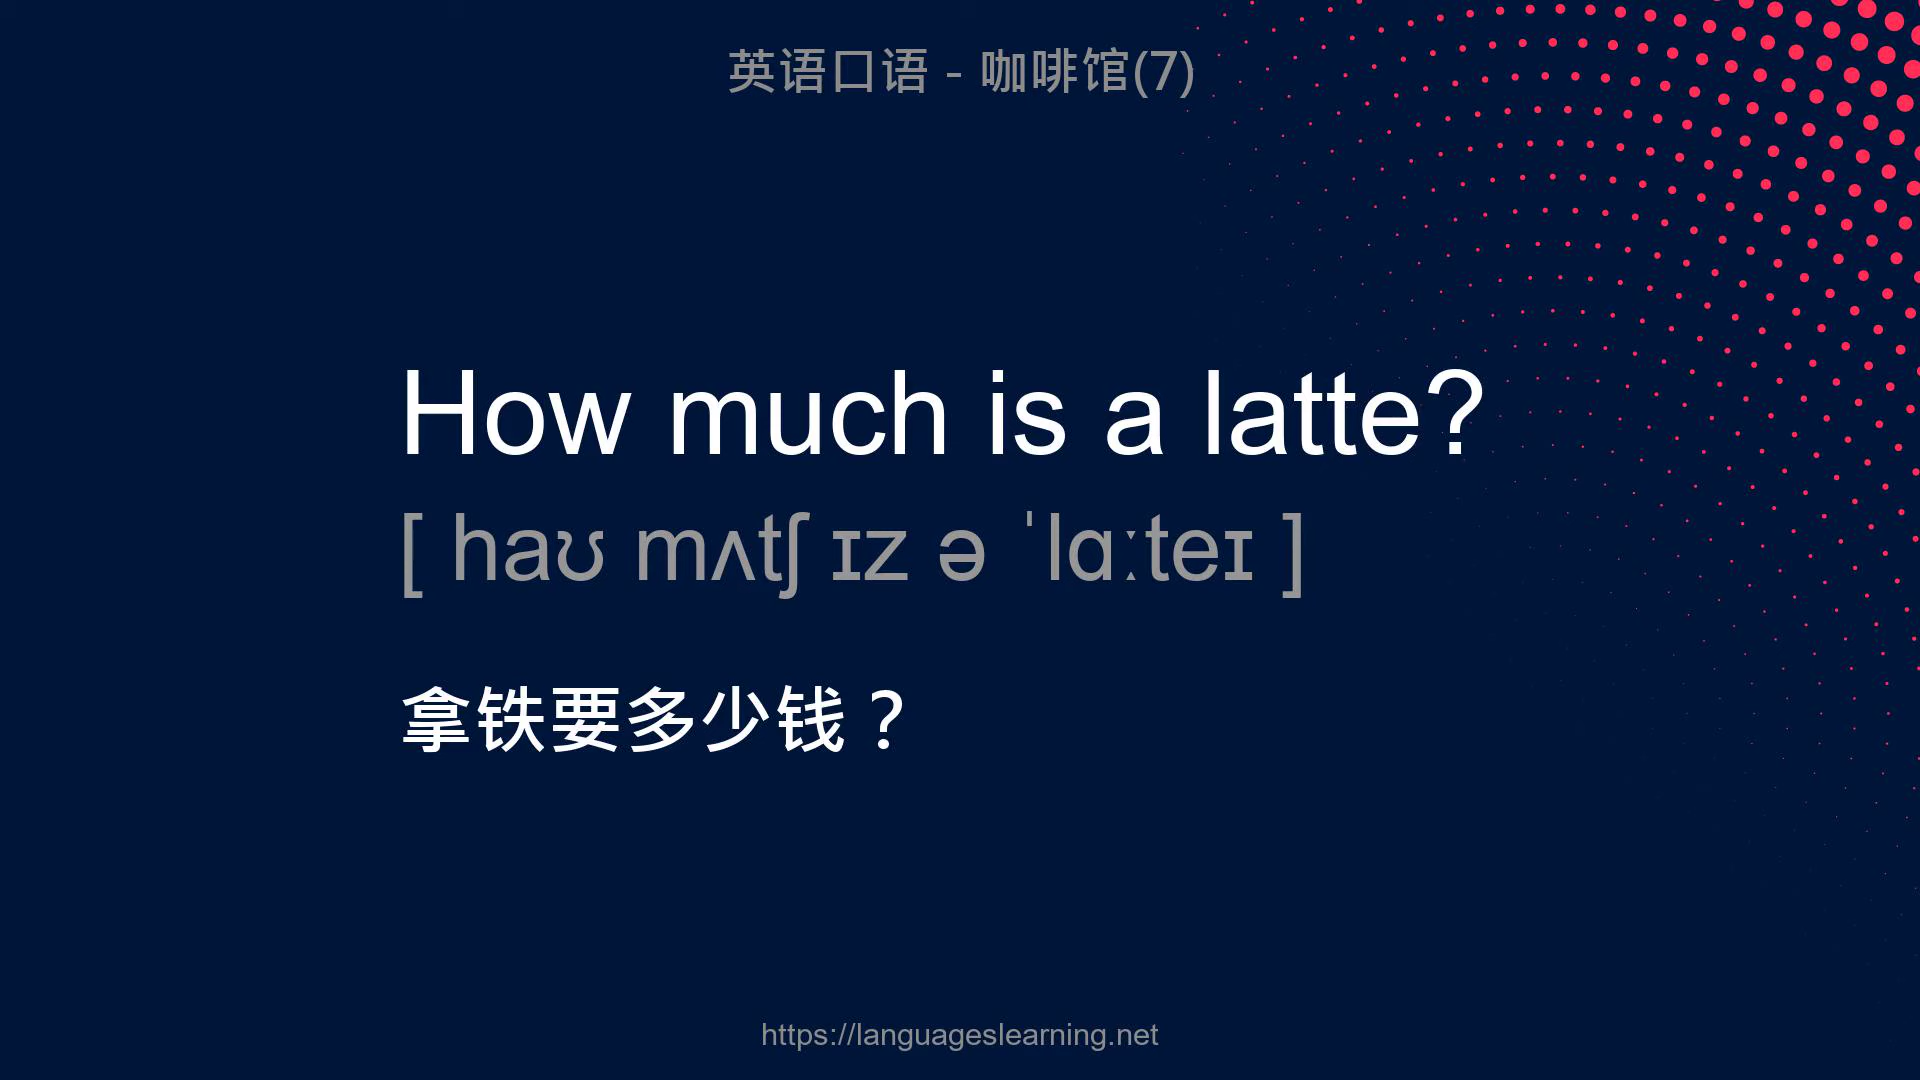 英语口语 - 咖啡馆(7)
How much is a latte?
[ haʊ mʌtʃ ɪz ə ˈlɑːteɪ ]
拿铁要多少钱？
https://languageslearning.net